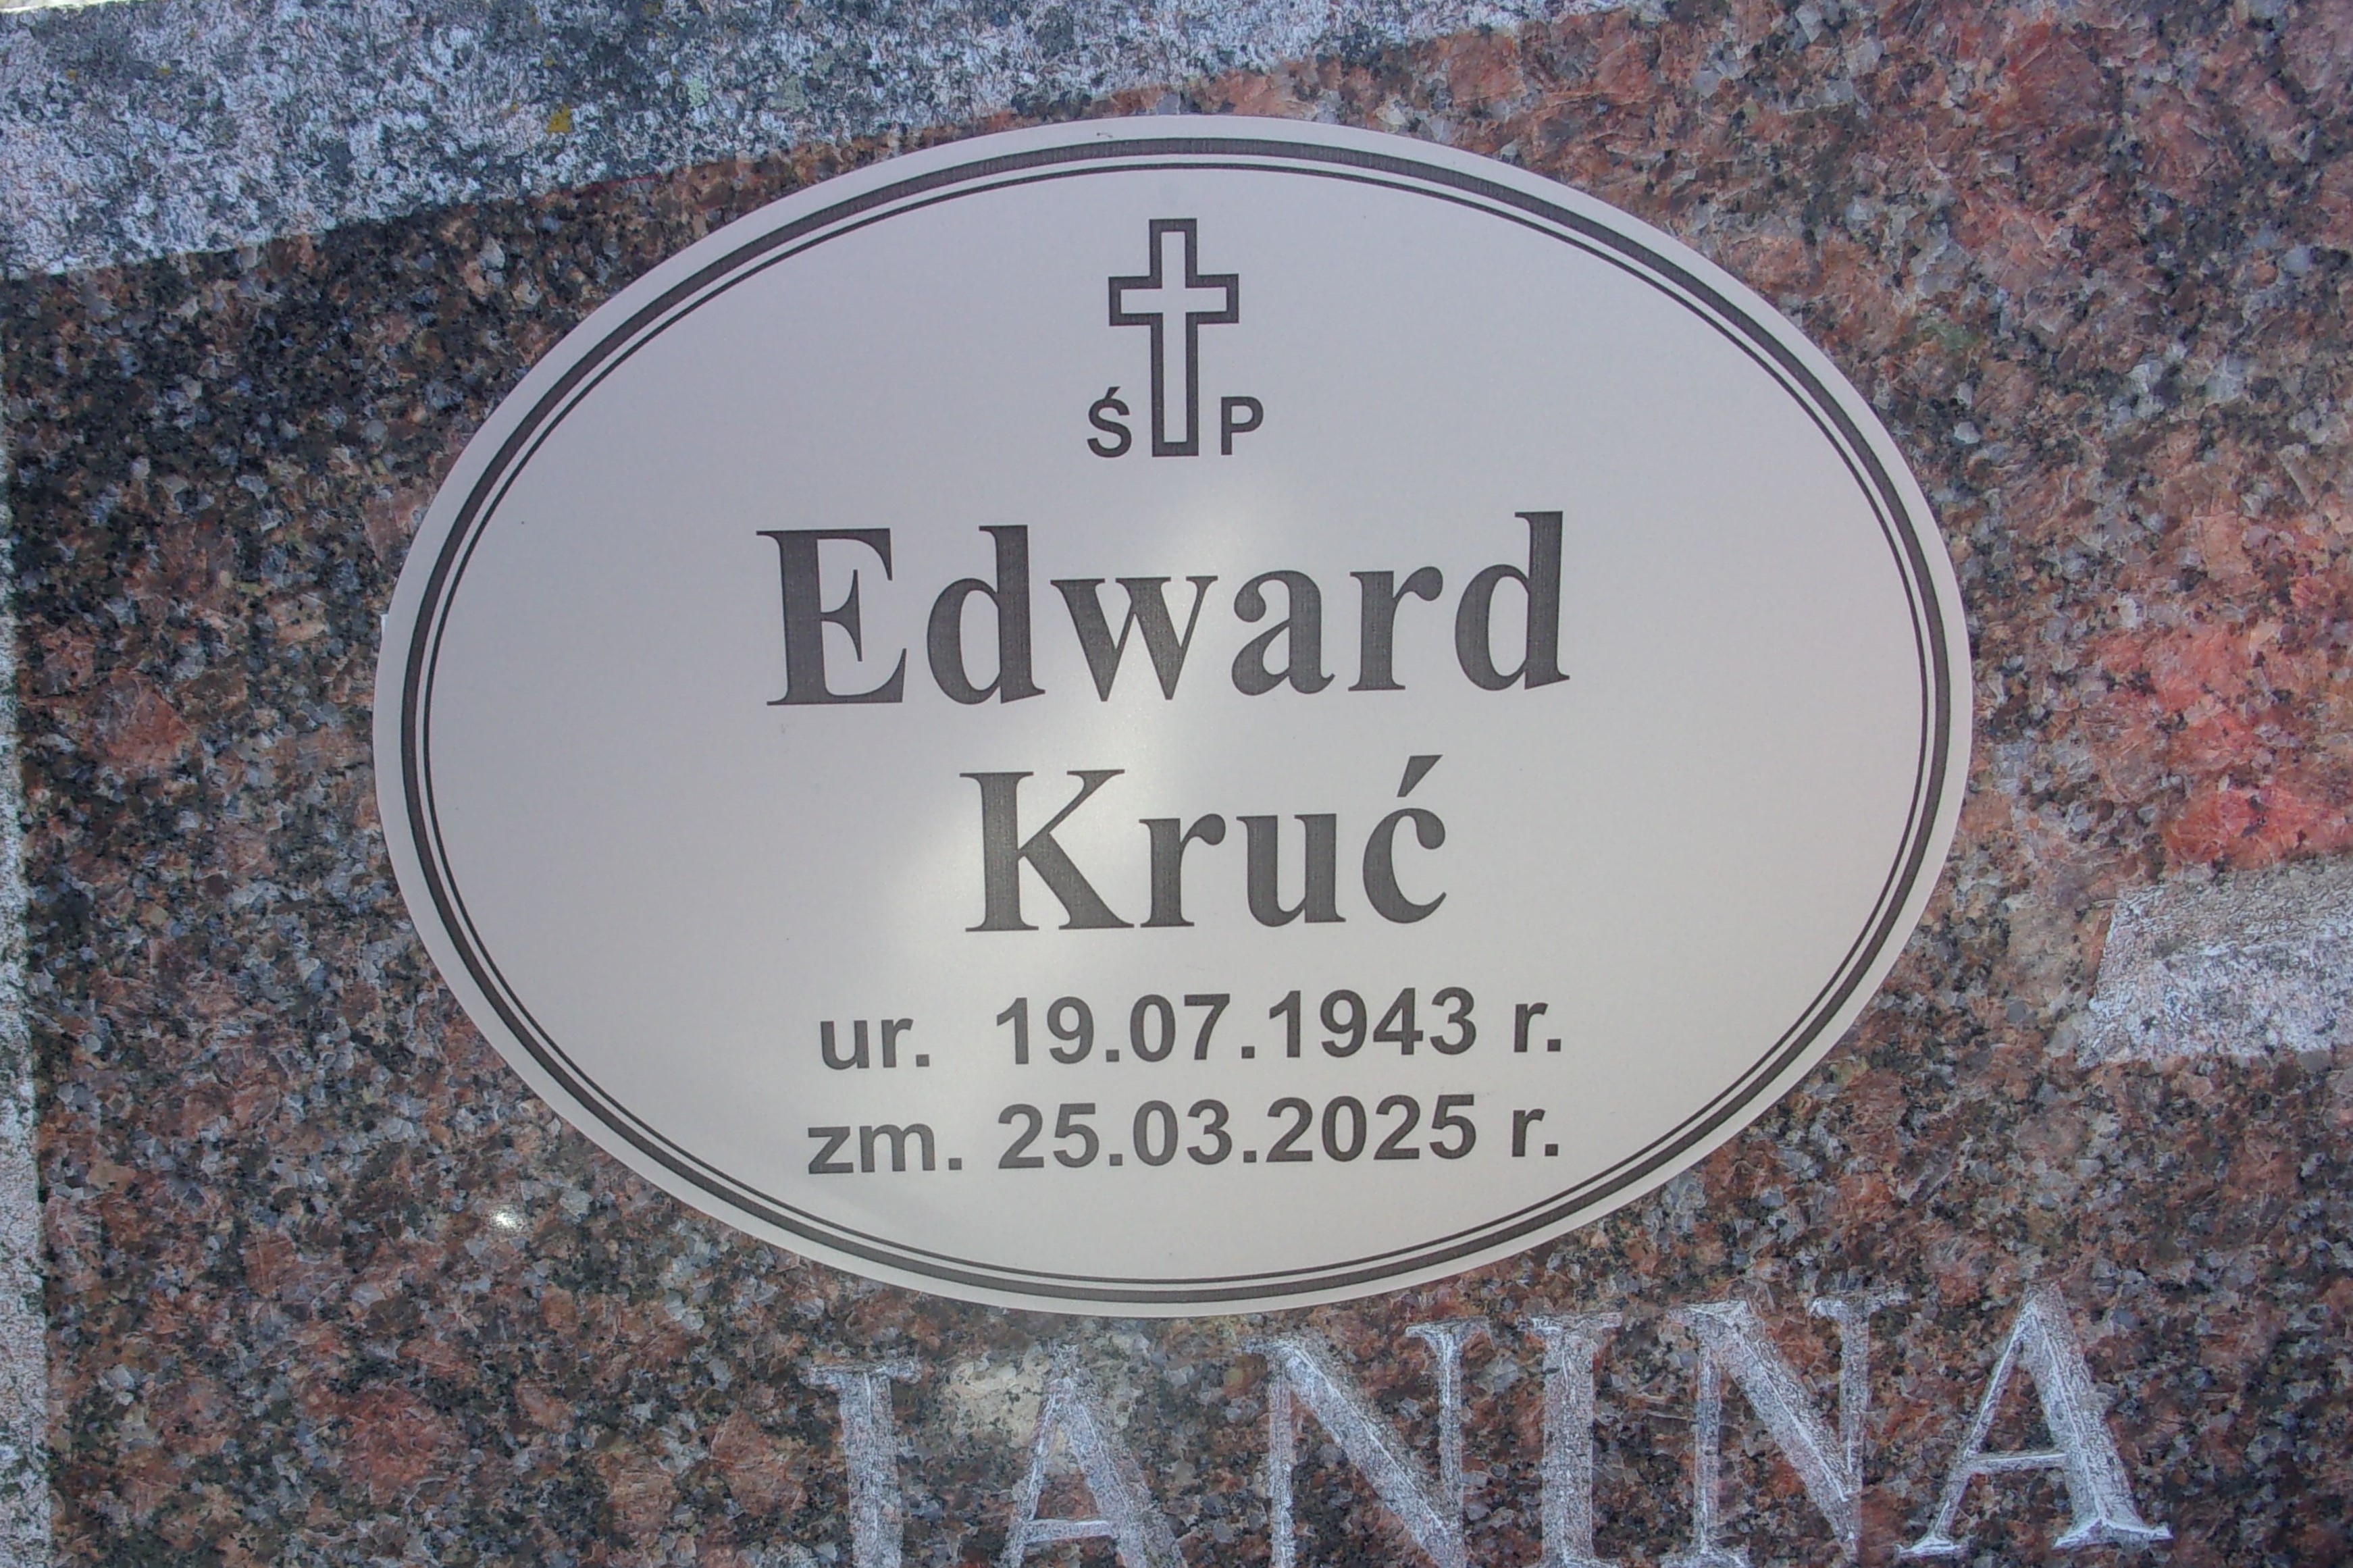 Ś P
Edward
Kruć
ur. 19.07.1943 r.
zm. 25.03.2025 r.
JANINA